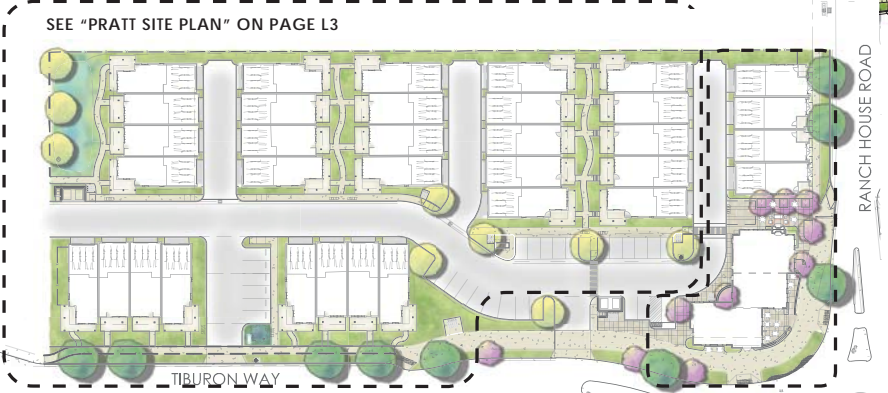 SEE “PRATT SITE PLAN” ON PAGE L3
RANCH HOUSE ROAD
TIBURON WAY